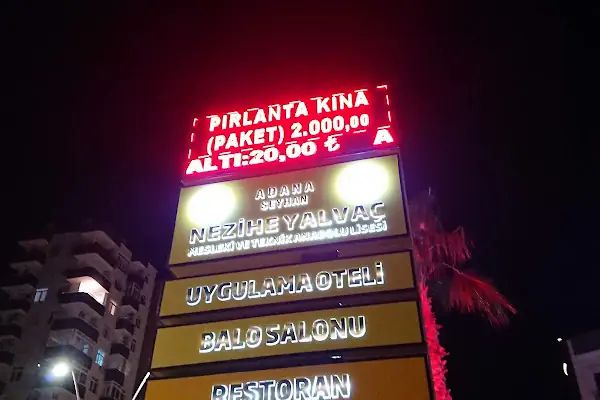 PIRLANTA KINA
(PAKET) 2.000,00
ALTI:20,00 ₺ A
ADANA
SEYHAN
NEZİHE YALVAÇ
MESLEKİ VE TEKNİK ANADOLU LİSESİ
UYGULAMA OTELİ
BALO SALONU
RESTORAN